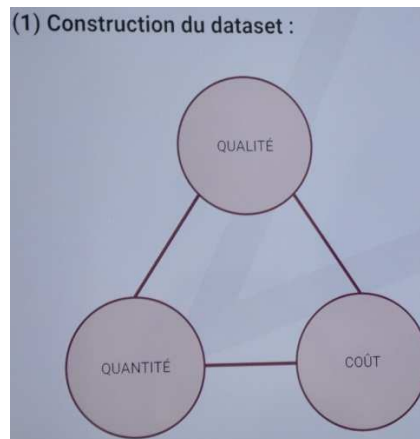 (1) Construction du dataset :
QUALITÉ
QUANTITÉ
COÛT